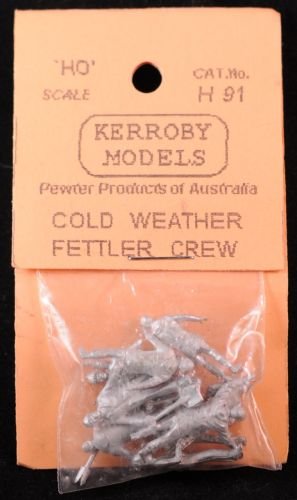 'HO' CAT.No.
SCALE H 91
KERROBY
MODELS
Pewter Products of Australia
COLD WEATHER
FETTLER CREW